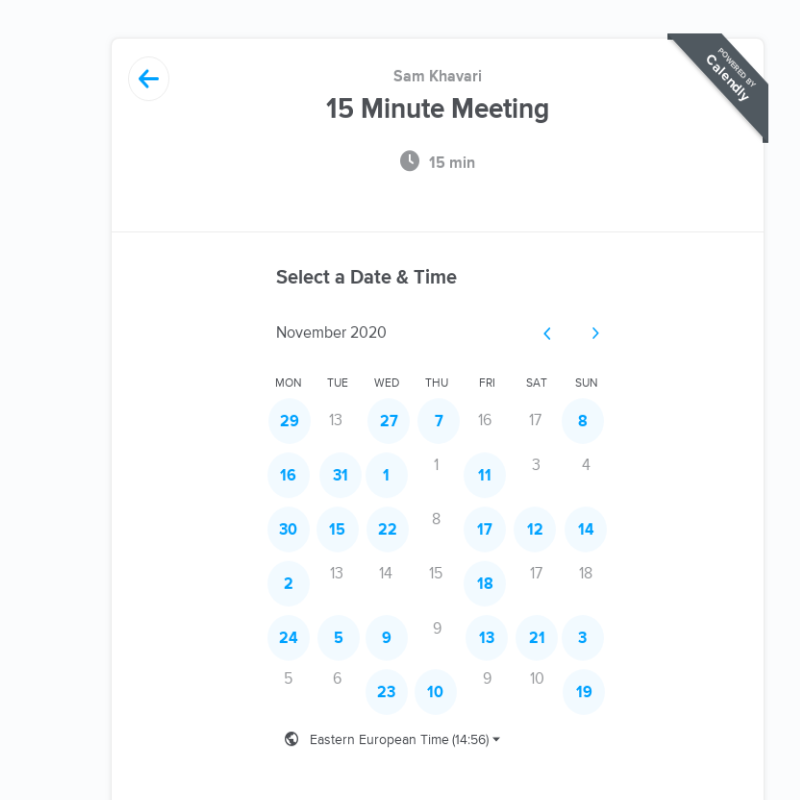 POWERED BY
Calendly
Sam Khavari
15 Minute Meeting
15 min
Select a Date & Time
November 2020
MON TUE WED THU FRI SAT SUN
29 13 27 7 16 17 8
16 31 1 1 11 3 4
30 15 22 8 17 12 14
2 13 14 15 18 17 18
24 5 9 9 13 21 3
5 6 23 10 9 10 19
Eastern European Time (14:56)